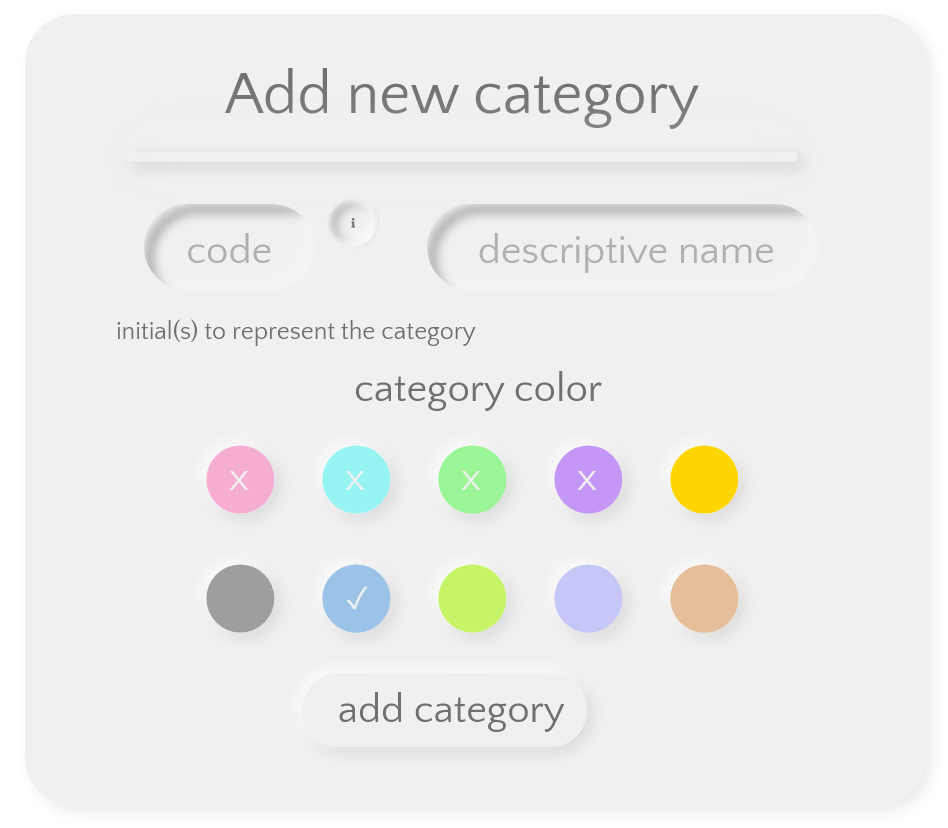 Add new category
code i descriptive name
initial(s) to represent the category
category color
X X X X
✓
add category